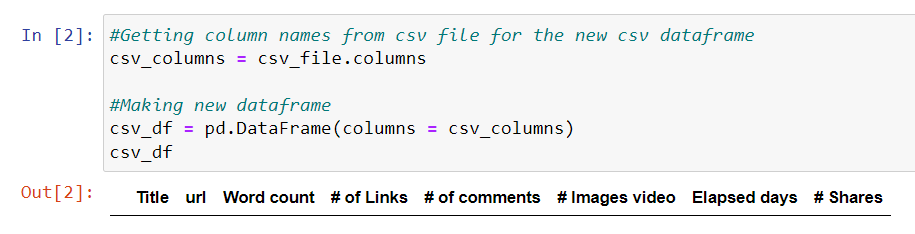 In [2]: #Getting column names from csv file for the new csv dataframe
csv_columns = csv_file.columns
#Making new dataframe
csv_df = pd.DataFrame(columns = csv_columns)
csv_df
Out[2]: Title url Word count # of Links # of comments # Images video Elapsed days # Shares